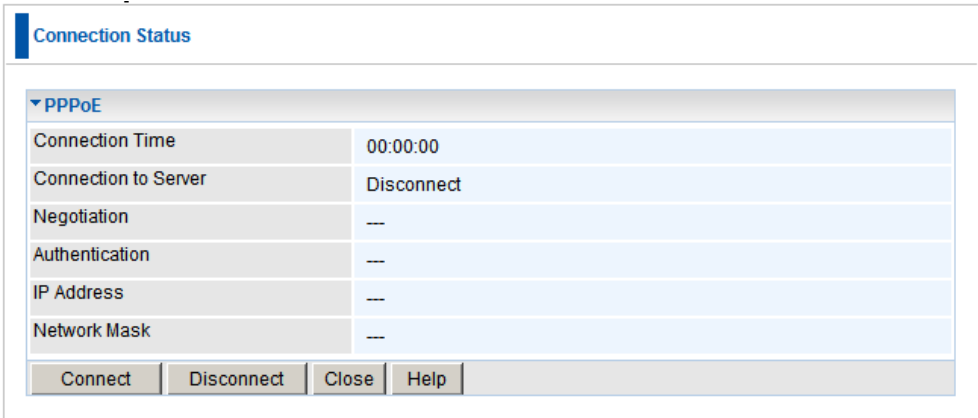 Connection Status
PPPoE
Connection Time 00:00:00
Connection to Server Disconnect
Negotiation ---
Authentication ---
IP Address ---
Network Mask ---
Connect Disconnect Close Help